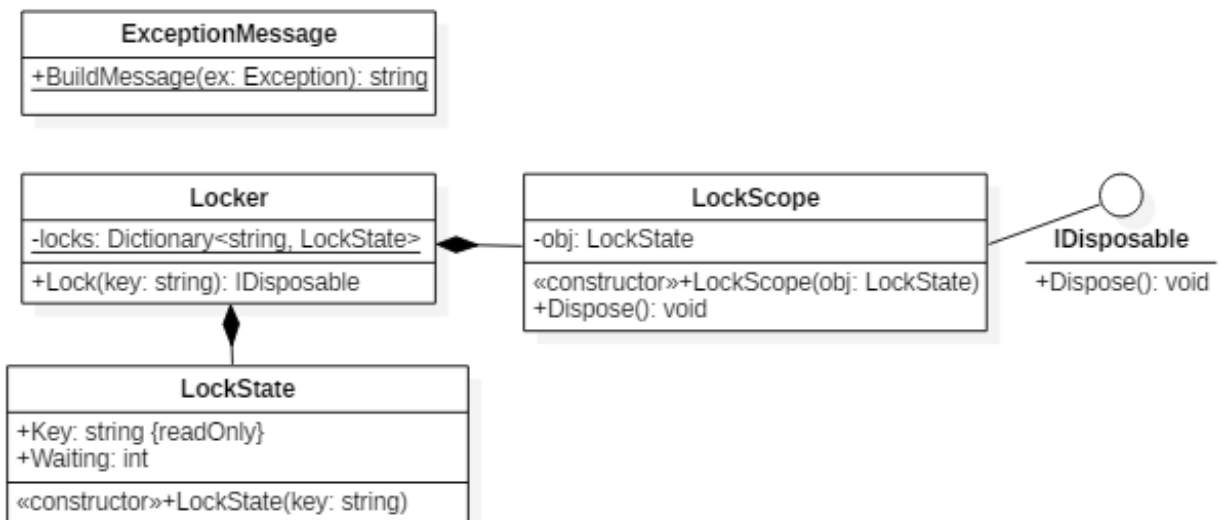 ExceptionMessage
+BuildMessage(ex: Exception): string
Locker
-locks: Dictionary<string, LockState>
+Lock(key: string): IDisposable
LockScope
-obj: LockState
«constructor»+LockScope(obj: LockState)
+Dispose(): void
IDisposable
+Dispose(): void
LockState
+Key: string {readOnly}
+Waiting: int
«constructor»+LockState(key: string)